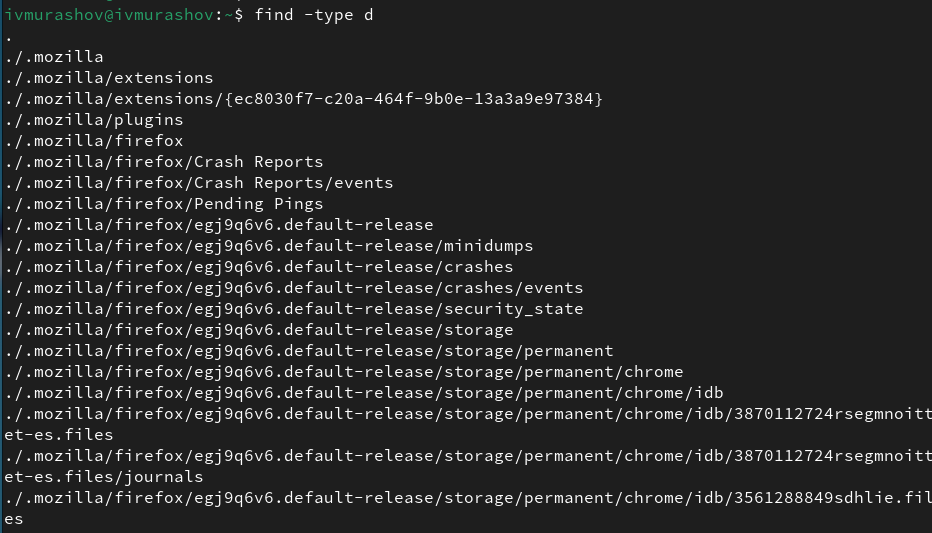 ivmurashov@ivmurashov:~$ find -type d
.
./.mozilla
./.mozilla/extensions
./.mozilla/extensions/{ec8030f7-c20a-464f-9b0e-13a3a9e97384}
./.mozilla/plugins
./.mozilla/firefox
./.mozilla/firefox/Crash Reports
./.mozilla/firefox/Crash Reports/events
./.mozilla/firefox/Pending Pings
./.mozilla/firefox/egj9q6v6.default-release
./.mozilla/firefox/egj9q6v6.default-release/minidumps
./.mozilla/firefox/egj9q6v6.default-release/crashes
./.mozilla/firefox/egj9q6v6.default-release/crashes/events
./.mozilla/firefox/egj9q6v6.default-release/security_state
./.mozilla/firefox/egj9q6v6.default-release/storage
./.mozilla/firefox/egj9q6v6.default-release/storage/permanent
./.mozilla/firefox/egj9q6v6.default-release/storage/permanent/chrome
./.mozilla/firefox/egj9q6v6.default-release/storage/permanent/chrome/idb
./.mozilla/firefox/egj9q6v6.default-release/storage/permanent/chrome/idb/3870112724rsegmnoitt
et-es.files
./.mozilla/firefox/egj9q6v6.default-release/storage/permanent/chrome/idb/3870112724rsegmnoitt
et-es.files/journals
./.mozilla/firefox/egj9q6v6.default-release/storage/permanent/chrome/idb/3561288849sdhlie.fil
es